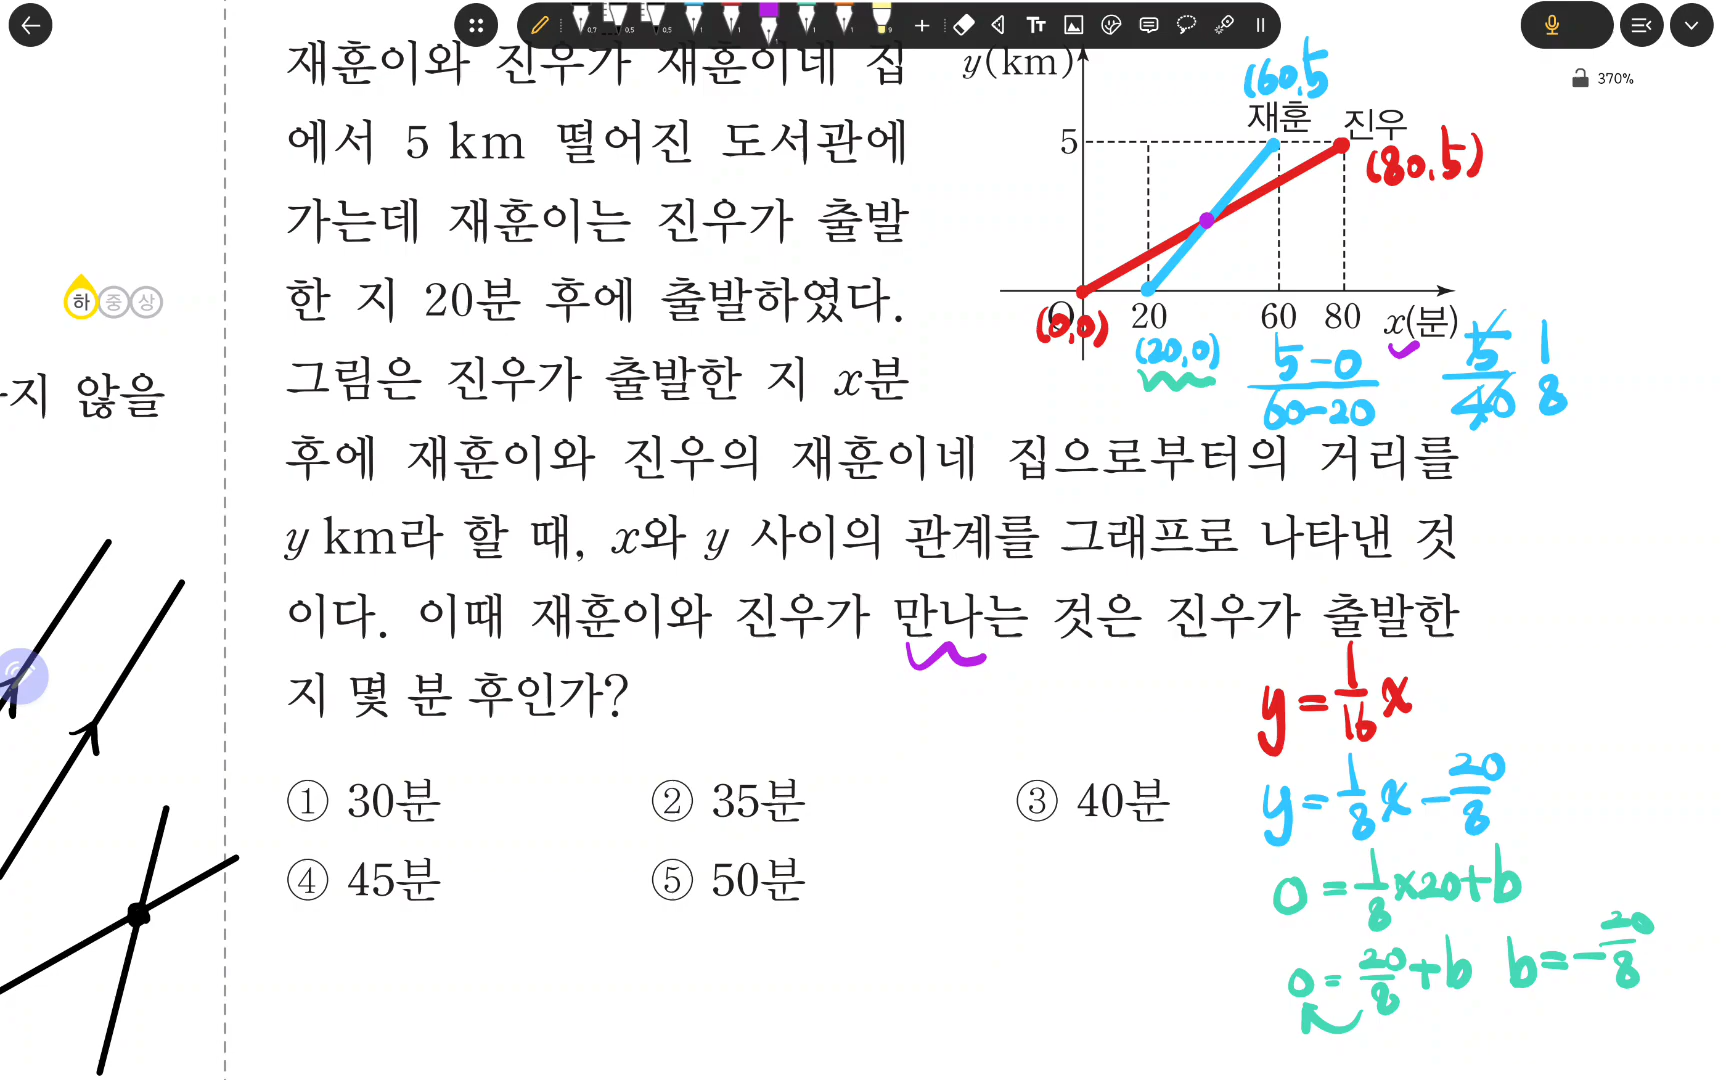 370%
재훈이와 진우가 재훈이네 집
에서 5 km 떨어진 도서관에
가는데 재훈이는 진우가 출발
한 지 20분 후에 출발하였다.
그림은 진우가 출발한 지 x분
후에 재훈이와 진우의 재훈이네 집으로부터의 거리를
y km라 할 때, x와 y 사이의 관계를 그래프로 나타낸 것
이다. 이때 재훈이와 진우가 만나는 것은 진우가 출발한
지 몇 분 후인가?
① 30분 ② 35분 ③ 40분
④ 45분 ⑤ 50분
y(km)
(60,5
재훈 진우
5
(80,5)
O 20 60 80 x(분)
(0,0)
(20,0)
5-0/60-20 5/40 1/8
y=1/16x
y=1/8x-20/8
0=1/8×20+b
0=20/8+b b=-20/8
하 중 상
지 않을